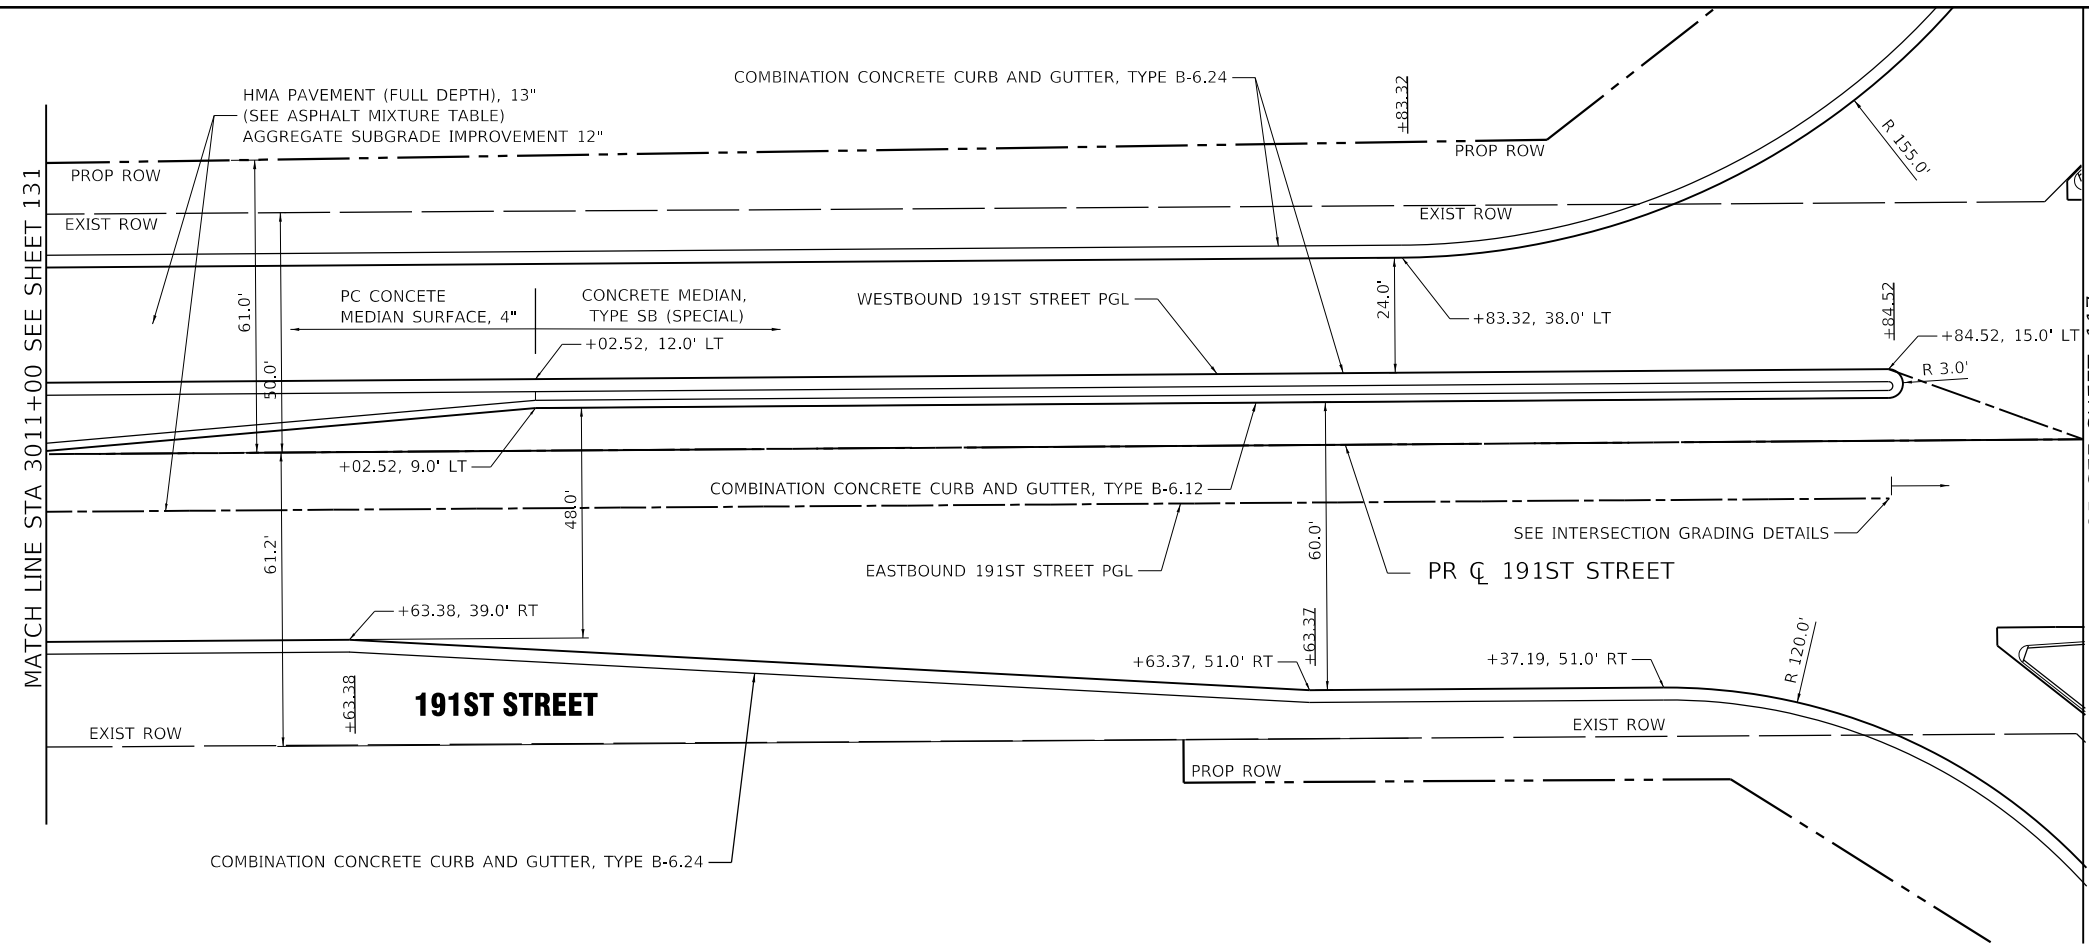 COMBINATION CONCRETE CURB AND GUTTER, TYPE B-6.24
+83.32
HMA PAVEMENT (FULL DEPTH), 13"
(SEE ASPHALT MIXTURE TABLE)
AGGREGATE SUBGRADE IMPROVEMENT 12"
R 155.0'
PROP ROW
PROP ROW
EXIST ROW
EXIST ROW
MATCH LINE STA 3011+00 SEE SHEET 131
61.0'
50.0'
PC CONCETE
MEDIAN SURFACE, 4"
CONCRETE MEDIAN,
TYPE SB (SPECIAL)
WESTBOUND 191ST STREET PGL
24.0'
+83.32, 38.0' LT
+84.52
+84.52, 15.0' LT
+02.52, 12.0' LT
R 3.0'
+02.52, 9.0' LT
COMBINATION CONCRETE CURB AND GUTTER, TYPE B-6.12
48.0'
60.0'
61.2'
SEE INTERSECTION GRADING DETAILS
EASTBOUND 191ST STREET PGL
PR ℄ 191ST STREET
+63.38, 39.0' RT
+63.37
+63.37, 51.0' RT
+37.19, 51.0' RT
R 120.0'
+63.38
191ST STREET
EXIST ROW
EXIST ROW
PROP ROW
COMBINATION CONCRETE CURB AND GUTTER, TYPE B-6.24